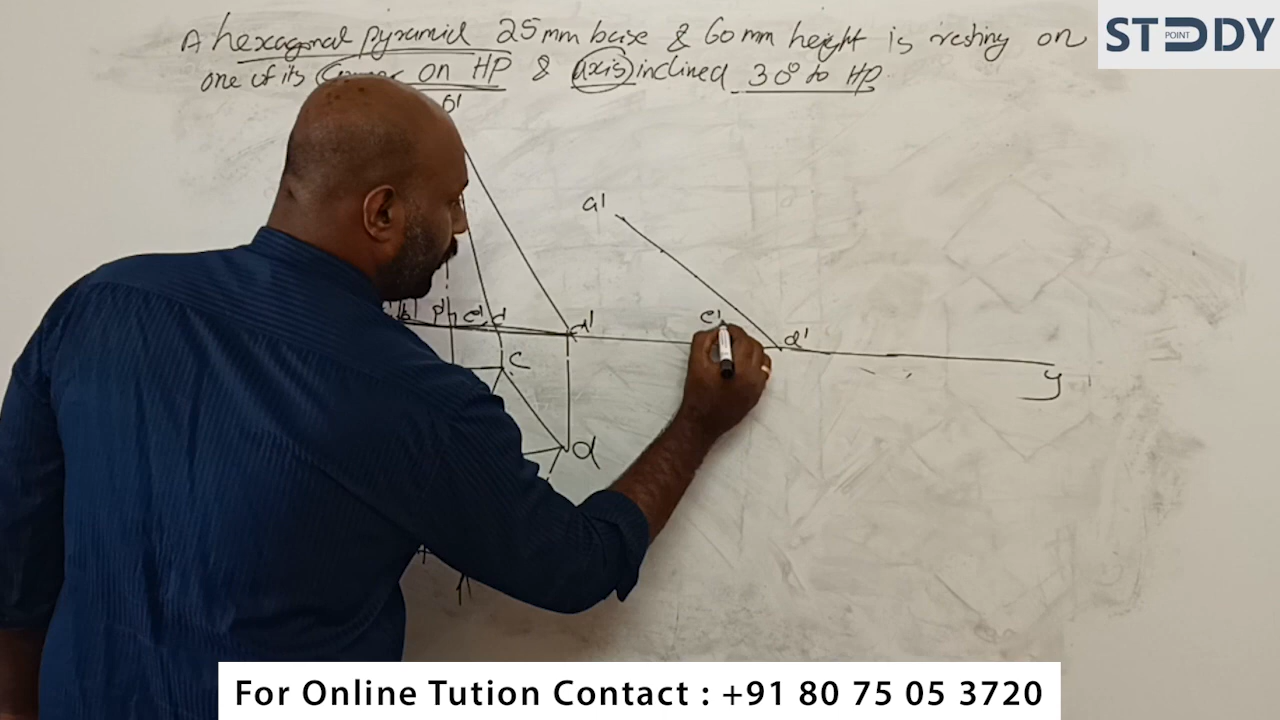 A hexagonal pyramid 25mm base & 60mm height is resting on
one of its on HP & axis inclined 30° to HP.
STUDY
POINT
o'
a'
b' p' e' d'
e'
d'
y
c
d
For Online Tution Contact : +91 80 75 05 3720